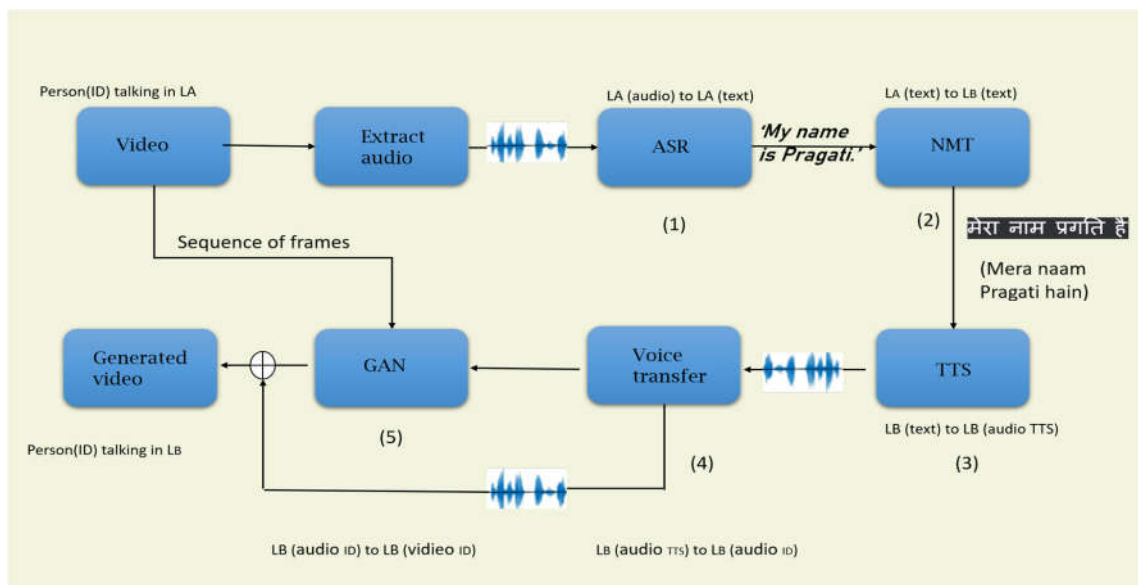 Person(ID) talking in LA
Video
Extract
audio
LA (audio) to LA (text)
ASR
(1)
'My name
is Pragati.'
LA (text) to LB (text)
NMT
(2)
मेरा नाम प्रगति है
(Mera naam
Pragati hain)
Sequence of frames
Generated
video
Person(ID) talking in LB
GAN
(5)
Voice
transfer
(4)
TTS
LB (text) to LB (audio TTS)
(3)
LB (audio ID) to LB (vidieo ID)
LB (audio TTS) to LB (audio ID)